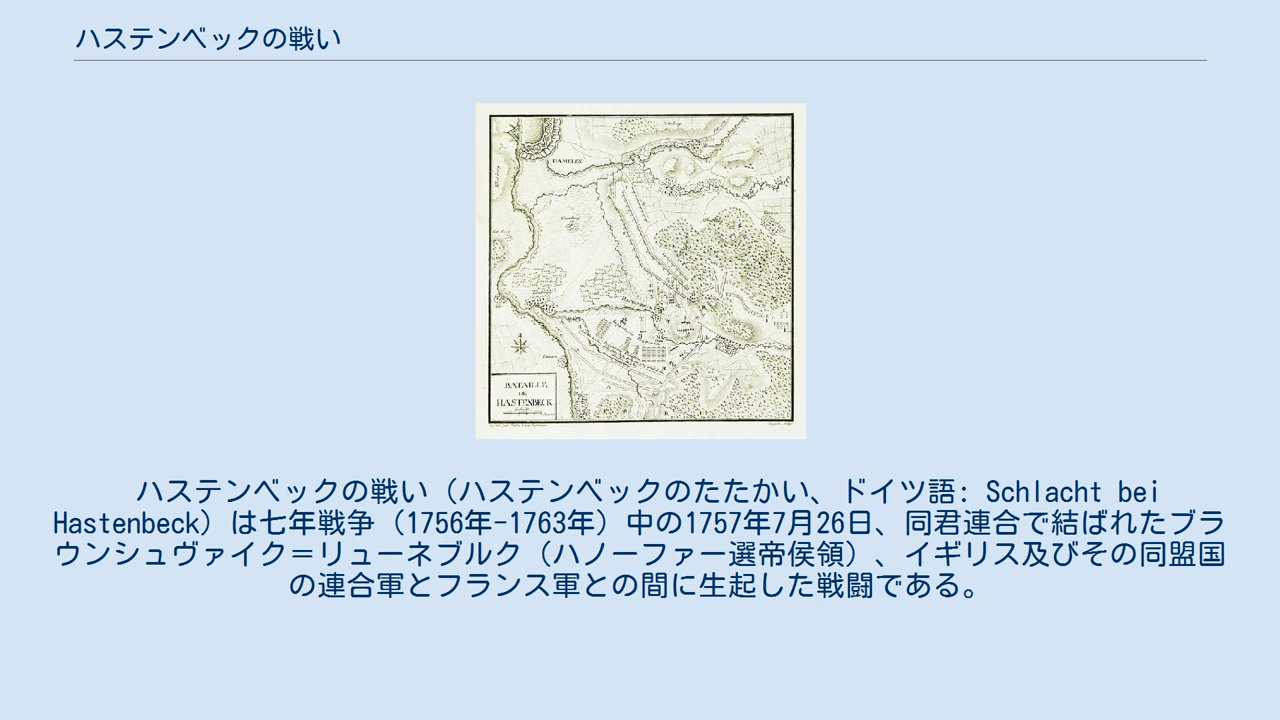 ハステンベックの戦い
HAMELN
BATAILLE
DE
HASTENBECK
ハステンベックの戦い（ハステンベックのたたかい、ドイツ語: Schlacht bei
Hastenbeck）は七年戦争（1756年-1763年）中の1757年7月26日、同君連合で結ばれたブラ
ウンシュヴァイク＝リューネブルク（ハノーファー選帝侯領）、イギリス及びその同盟国
の連合軍とフランス軍との間に生起した戦闘である。